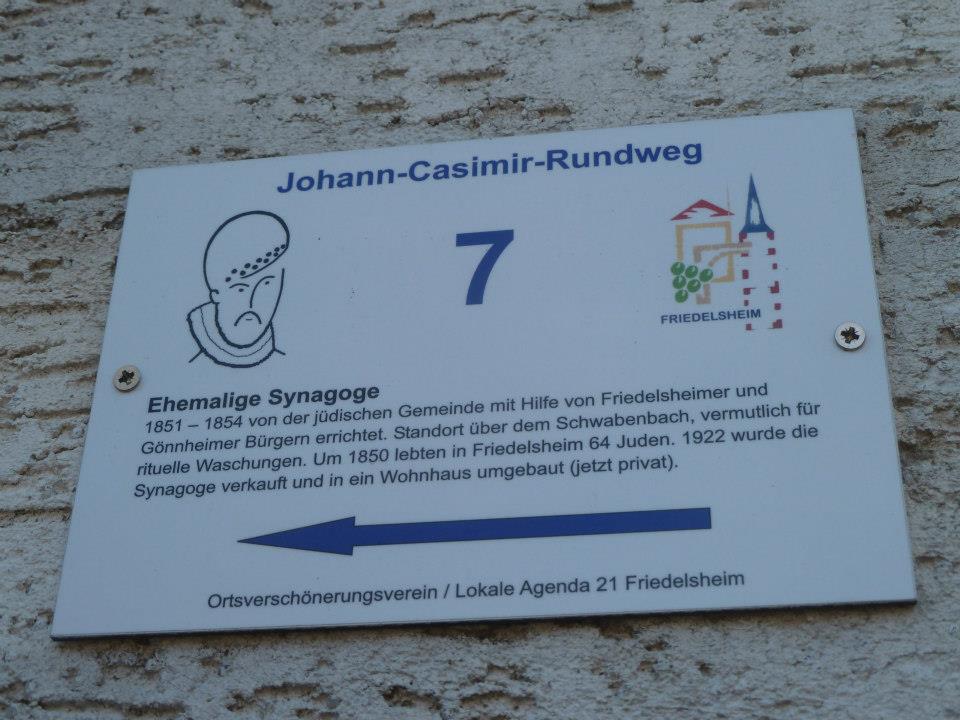 Johann-Casimir-Rundweg
7
FRIEDELSHEIM
Ehemalige Synagoge
1851 – 1854 von der jüdischen Gemeinde mit Hilfe von Friedelsheimer und
Gönnheimer Bürgern errichtet. Standort über dem Schwabenbach, vermutlich für
rituelle Waschungen. Um 1850 lebten in Friedelsheim 64 Juden. 1922 wurde die
Synagoge verkauft und in ein Wohnhaus umgebaut (jetzt privat).
Ortsverschönerungsverein / Lokale Agenda 21 Friedelsheim